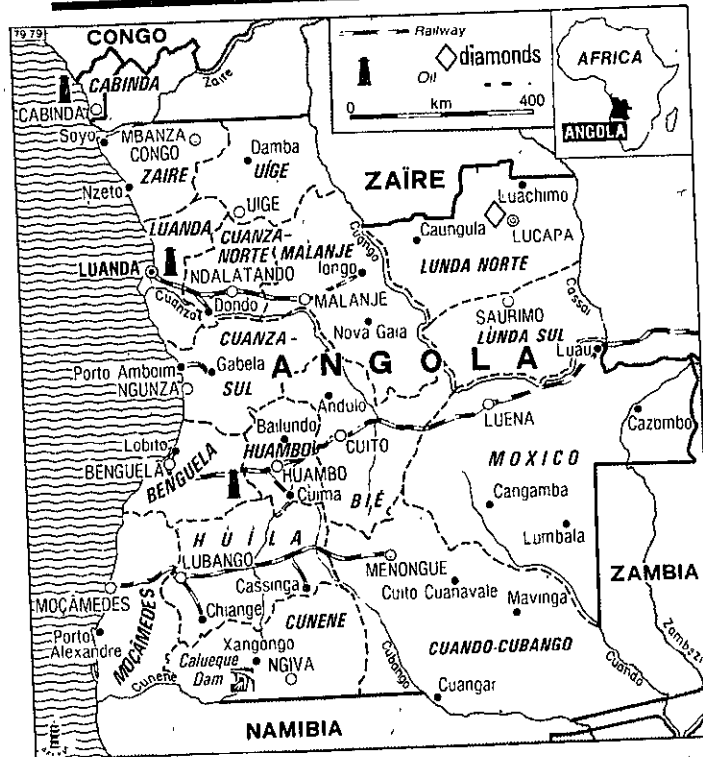 79 79
CONGO
CABINDA
CABINDA
Zaire
Railway
diamonds
Oil
0 km 400
AFRICA
ANGOLA
Soyo
MBANZA
CONGO
Damba
UÍGE
ZAIRE
ZAÏRE
Nzeto
UIGE
Luachimo
LUCAPA
Caungula
LUNDA NORTE
LUANDA
CUANZA-
NORTE
MALANJE
Cuango
LUANDA
NDALATANDO
Iongo
MALANJE
Cuanza
Dondo
SAURIMO
LUNDA SUL
Cassai
Nova Gaia
CUANZA-
SUL
Porto Amboim
Gabela
NGUNZA
ANGOLA
Luau
Andulo
LUENA
Cazombo
Bailundo
CUITO
Lobito
HUAMBO
BENGUELA
BENGUELA
HUAMBO
MOXICO
Cuima
BIÉ
Cangamba
Lumbala
HUÍLA
LUBANGO
MENONGUE
ZAMBIA
MOÇÂMEDES
Cassinga
Cuito Cuanavale
Chiange
Mavinga
MOÇÂMEDES
CUNENE
Porto
Alexandre
Xangongo
CUANDO-CUBANGO
Calueque
Dam
NGIVA
Cunene
Cubango
Cuando
Zambezi
Cuangar
NAMIBIA